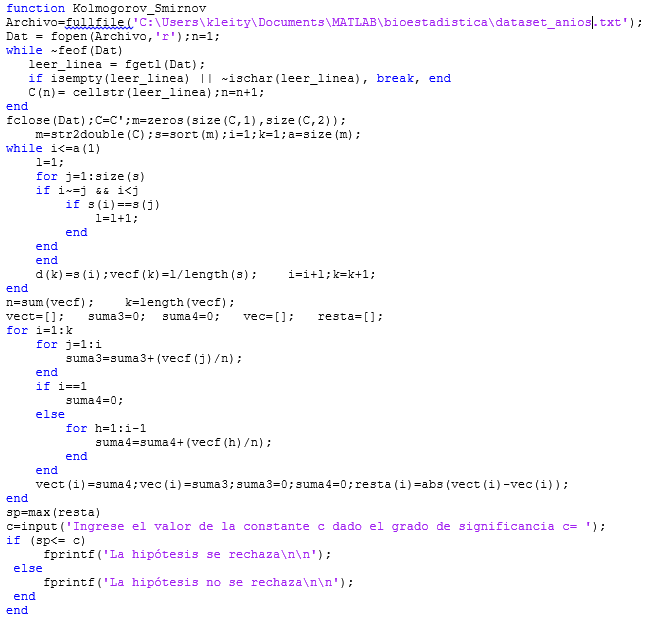 function Kolmogorov_Smirnov
Archivo=fullfile('C:\Users\kleity\Documents\MATLAB\bioestadistica\dataset_anios.txt');
Dat = fopen(Archivo,'r');n=1;
while ~feof(Dat)
leer_linea = fgetl(Dat);
if isempty(leer_linea) || ~ischar(leer_linea), break, end
C(n)= cellstr(leer_linea);n=n+1;
end
fclose(Dat);C=C';m=zeros(size(C,1),size(C,2));
m=str2double(C);s=sort(m);i=1;k=1;a=size(m);
while i<=a(1)
l=1;
for j=1:size(s)
if i~=j && i<j
if s(i)==s(j)
l=l+1;
end
end
end
d(k)=s(i);vecf(k)=l/length(s); i=i+l;k=k+1;
end
n=sum(vecf); k=length(vecf);
vect=[]; suma3=0; suma4=0; vec=[]; resta=[];
for i=1:k
for j=1:i
suma3=suma3+(vecf(j)/n);
end
if i==1
suma4=0;
else
for h=1:i-1
suma4=suma4+(vecf(h)/n);
end
end
vect(i)=suma4;vec(i)=suma3;suma3=0;suma4=0;resta(i)=abs(vect(i)-vec(i));
end
sp=max(resta)
c=input('Ingrese el valor de la constante c dado el grado de significancia c= ');
if (sp<= c)
fprintf('La hipótesis se rechaza\n\n');
else
fprintf('La hipótesis no se rechaza\n\n');
end
end